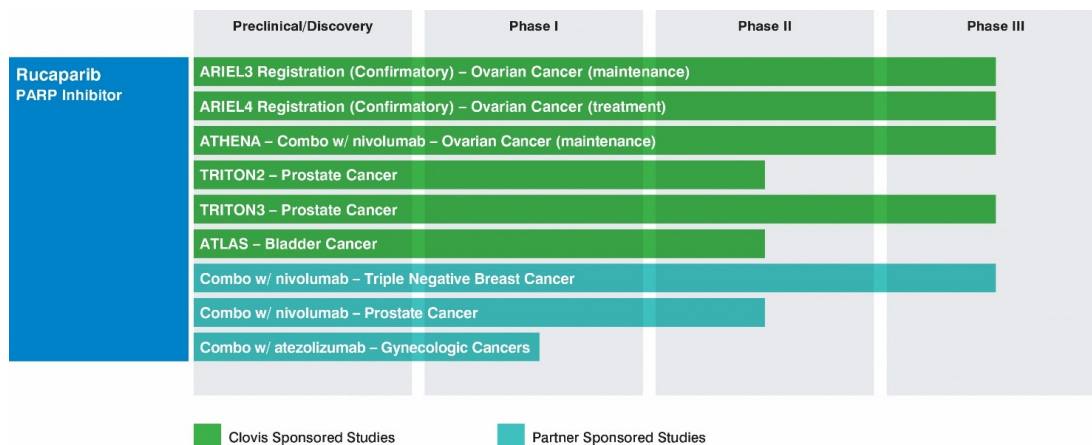 Preclinical/Discovery
Phase I
Phase II
Phase III
Rucaparib
PARP Inhibitor
ARIEL3 Registration (Confirmatory) – Ovarian Cancer (maintenance)
ARIEL4 Registration (Confirmatory) – Ovarian Cancer (treatment)
ATHENA – Combo w/ nivolumab – Ovarian Cancer (maintenance)
TRITON2 – Prostate Cancer
TRITON3 – Prostate Cancer
ATLAS – Bladder Cancer
Combo w/ nivolumab – Triple Negative Breast Cancer
Combo w/ nivolumab – Prostate Cancer
Combo w/ atezolizumab – Gynecologic Cancers
Clovis Sponsored Studies
Partner Sponsored Studies